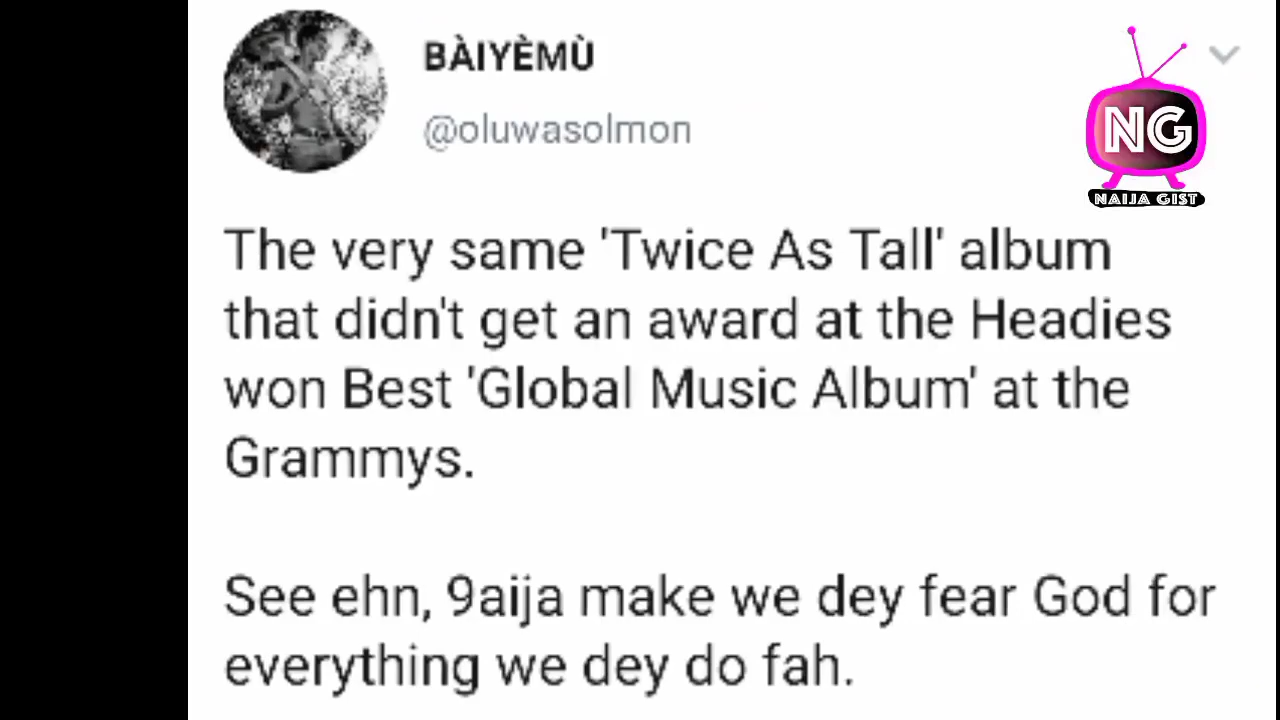 BÀIYÈMÙ
@oluwasolmon
NG
NAIJA GIST
The very same 'Twice As Tall' album
that didn't get an award at the Headies
won Best 'Global Music Album' at the
Grammys.
See ehn, 9aija make we dey fear God for
everything we dey do fah.